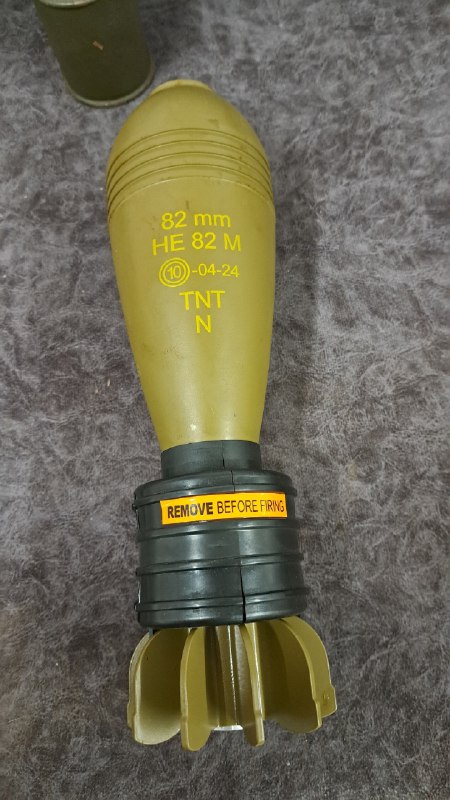 82 mm
HE 82 M
10-04-24
TNT
N
REMOVE BEFORE FIRING